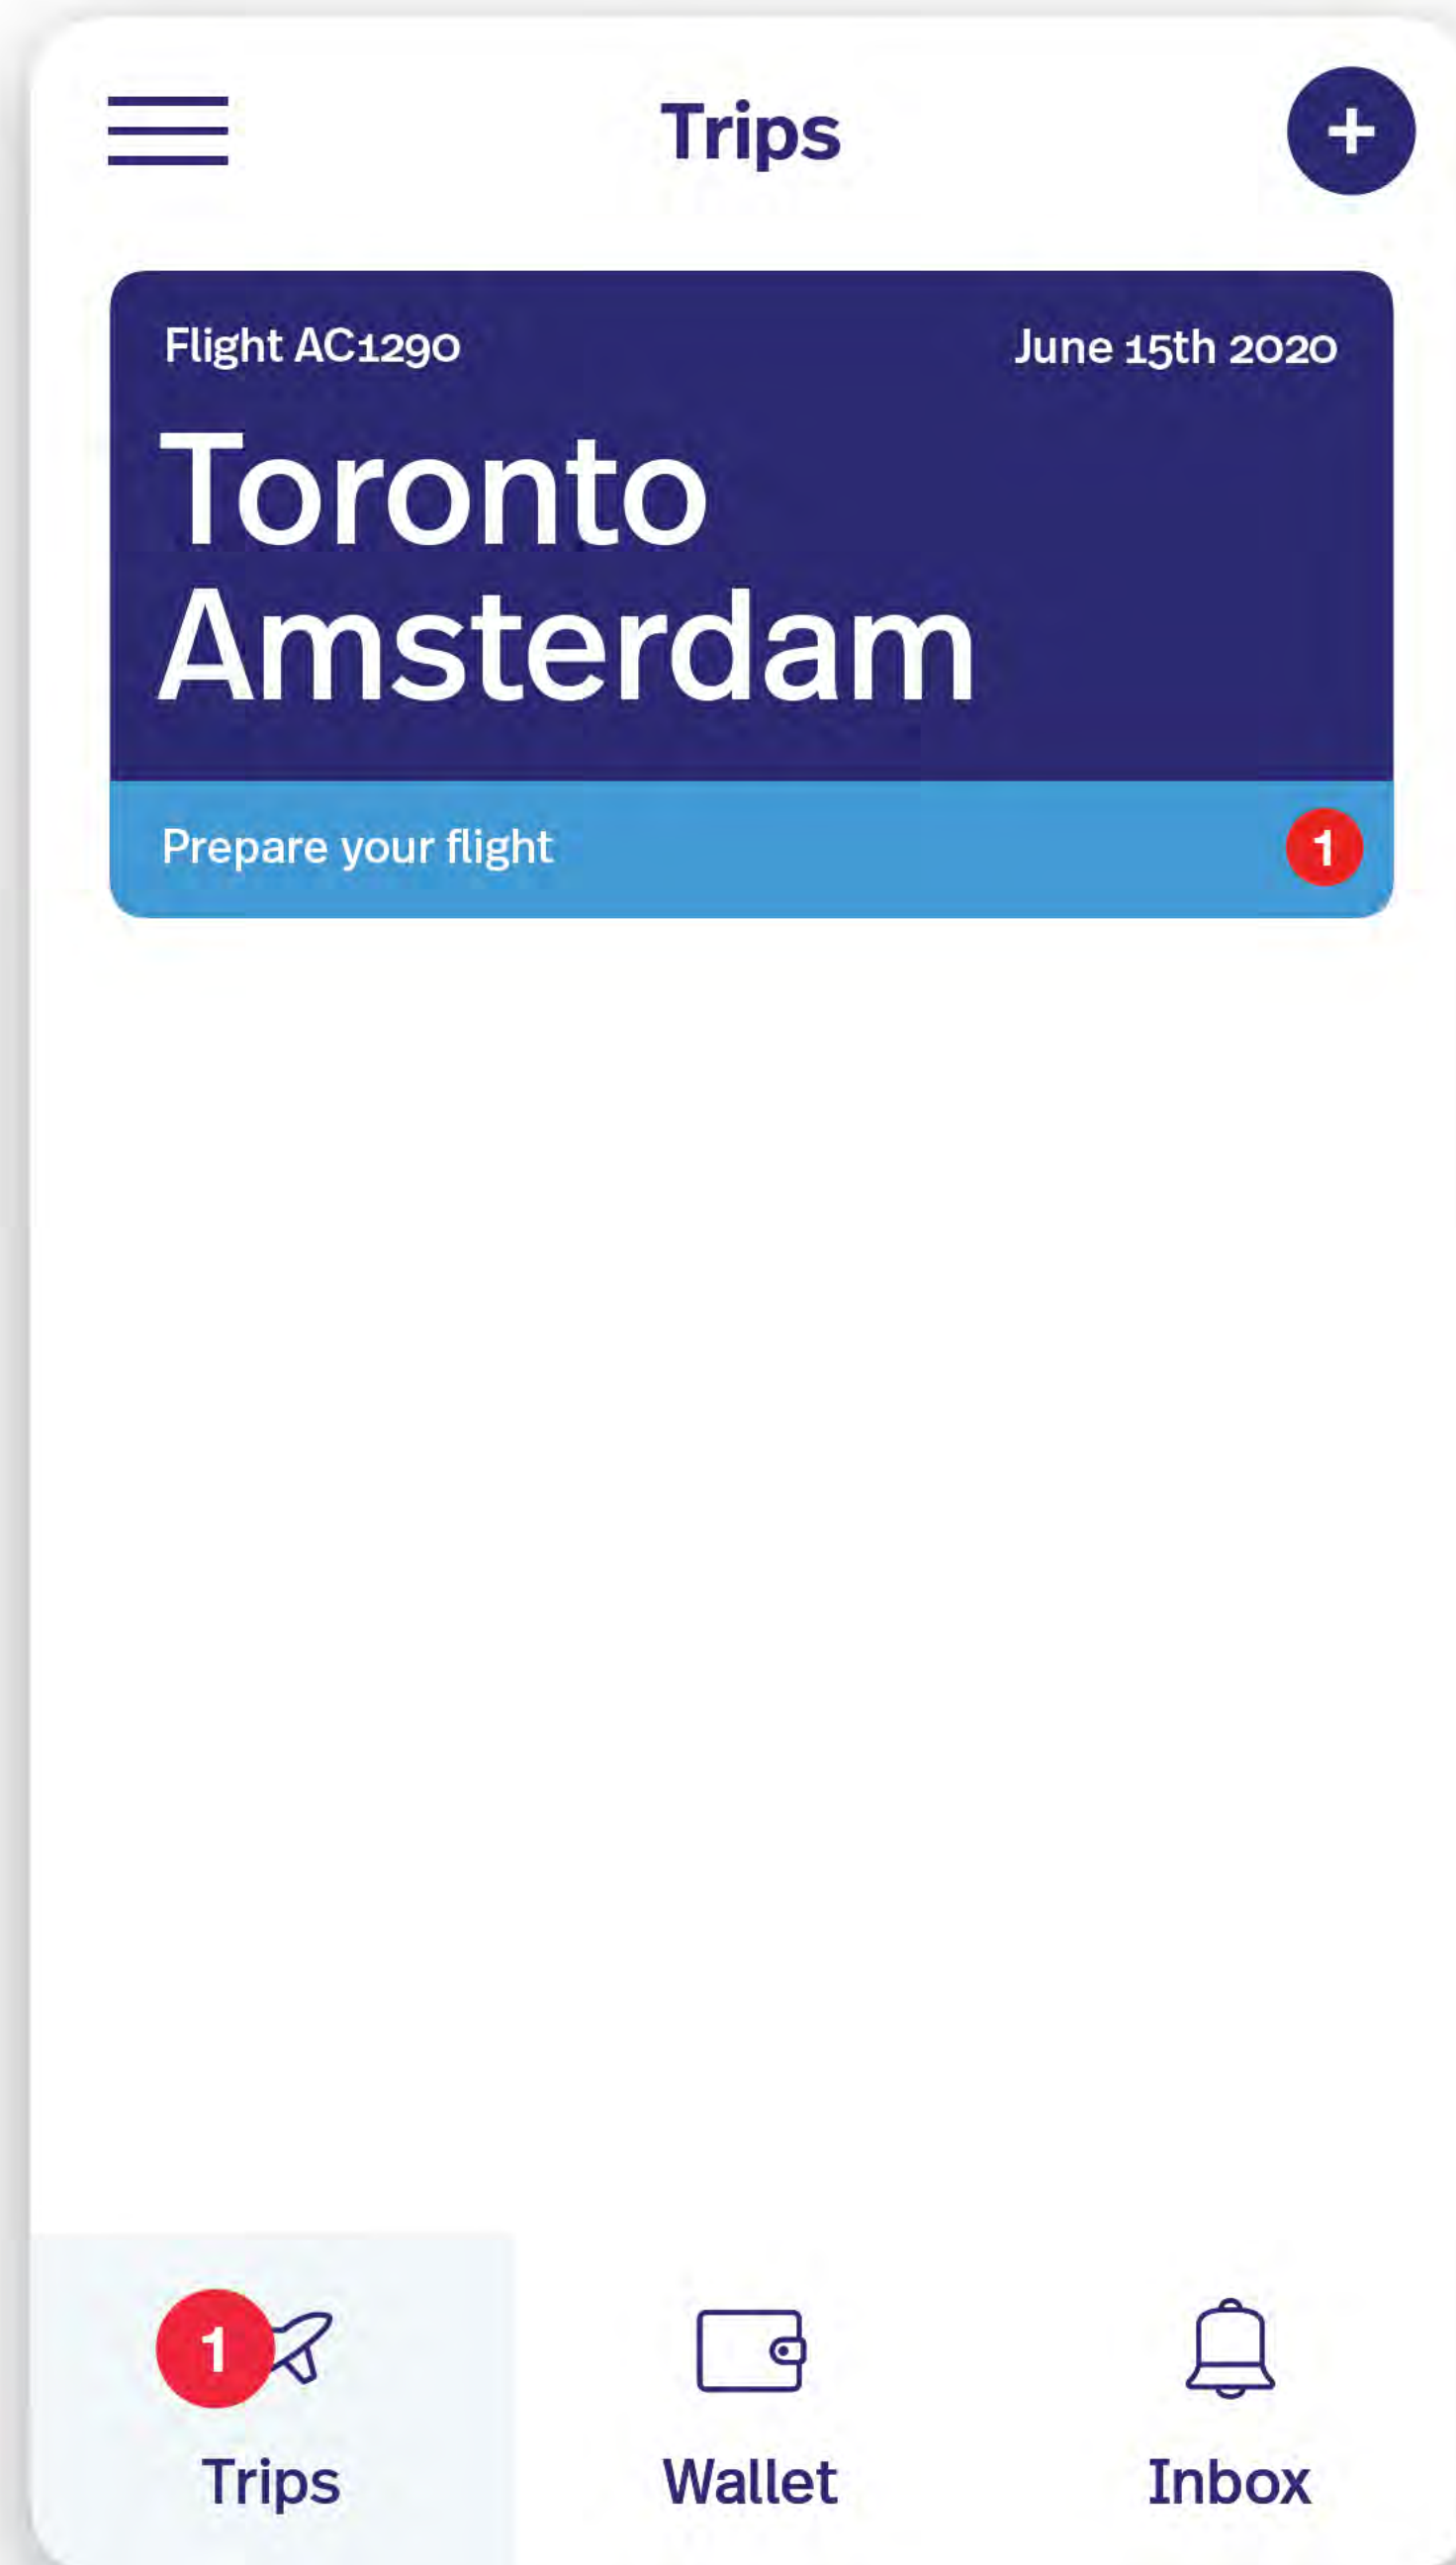 Trips
+
Flight AC1290
June 15th 2020
Toronto
Amsterdam
Prepare your flight
1
1
Trips
Wallet
Inbox